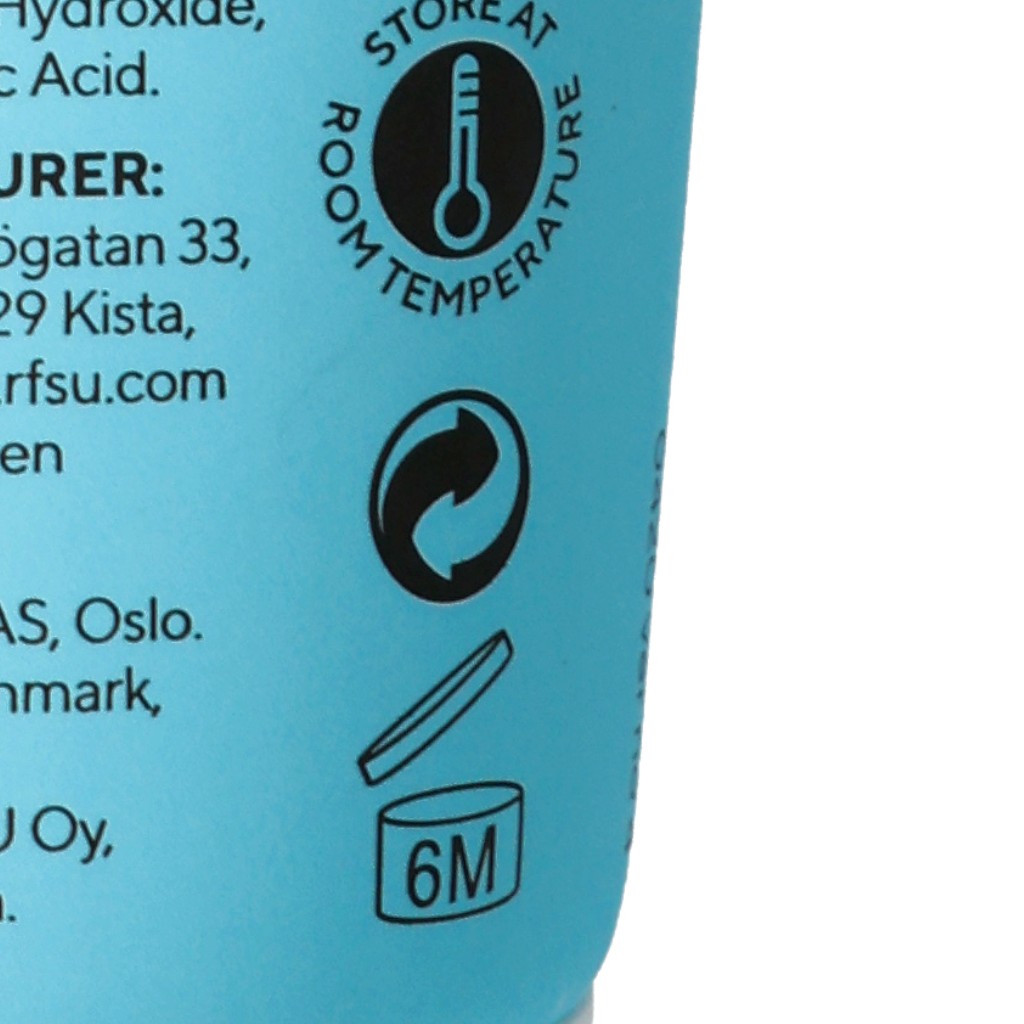 Hydroxide,
Acid.
URER:
ögatan 33,
29 Kista,
.rfsu.com
en
AS, Oslo.
nmark,
Oy,
STORE AT
ROOM TEMPERATURE
6M